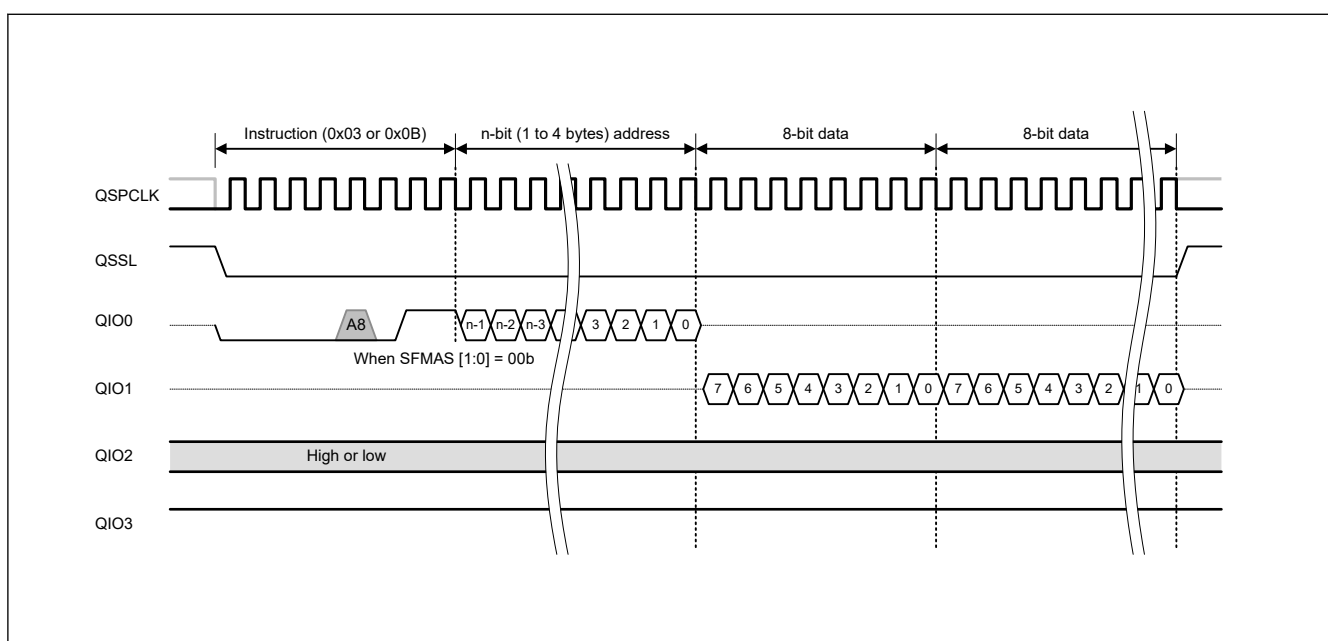 Instruction (0x03 or 0x0B) n-bit (1 to 4 bytes) address 8-bit data 8-bit data
QSPCLK
QSSL
QIO0 A8 n-1 n-2 n-3 3 2 1 0
When SFMAS [1:0] = 00b
QIO1 7 6 5 4 3 2 1 0 7 6 5 4 3 2 1 0
QIO2 High or low
QIO3